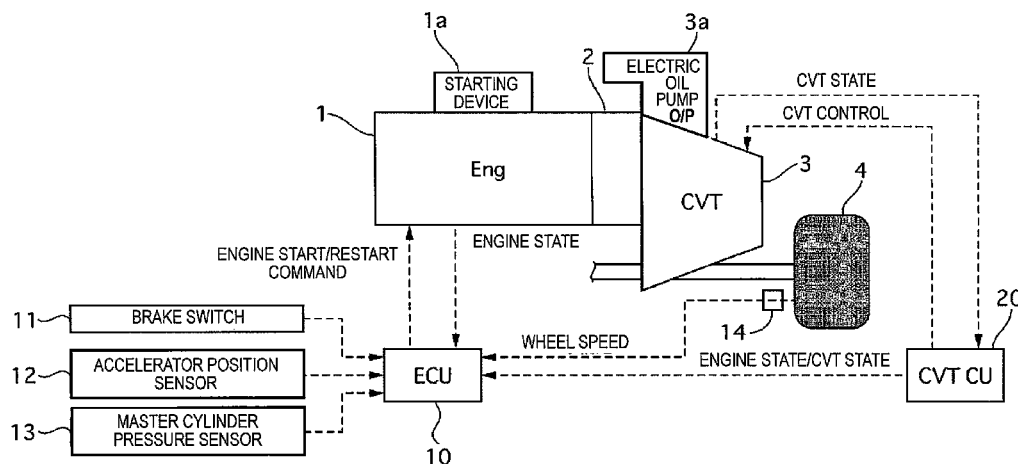 1a
STARTING
DEVICE
2
3a
ELECTRIC
OIL
PUMP
O/P
CVT STATE
CVT CONTROL
1
Eng
CVT
3
4
ENGINE START/RESTART
COMMAND
ENGINE STATE
11
BRAKE SWITCH
14
20
WHEEL SPEED
12
ACCELERATOR POSITION
SENSOR
ECU
ENGINE STATE/CVT STATE
CVT CU
13
MASTER CYLINDER
PRESSURE SENSOR
10